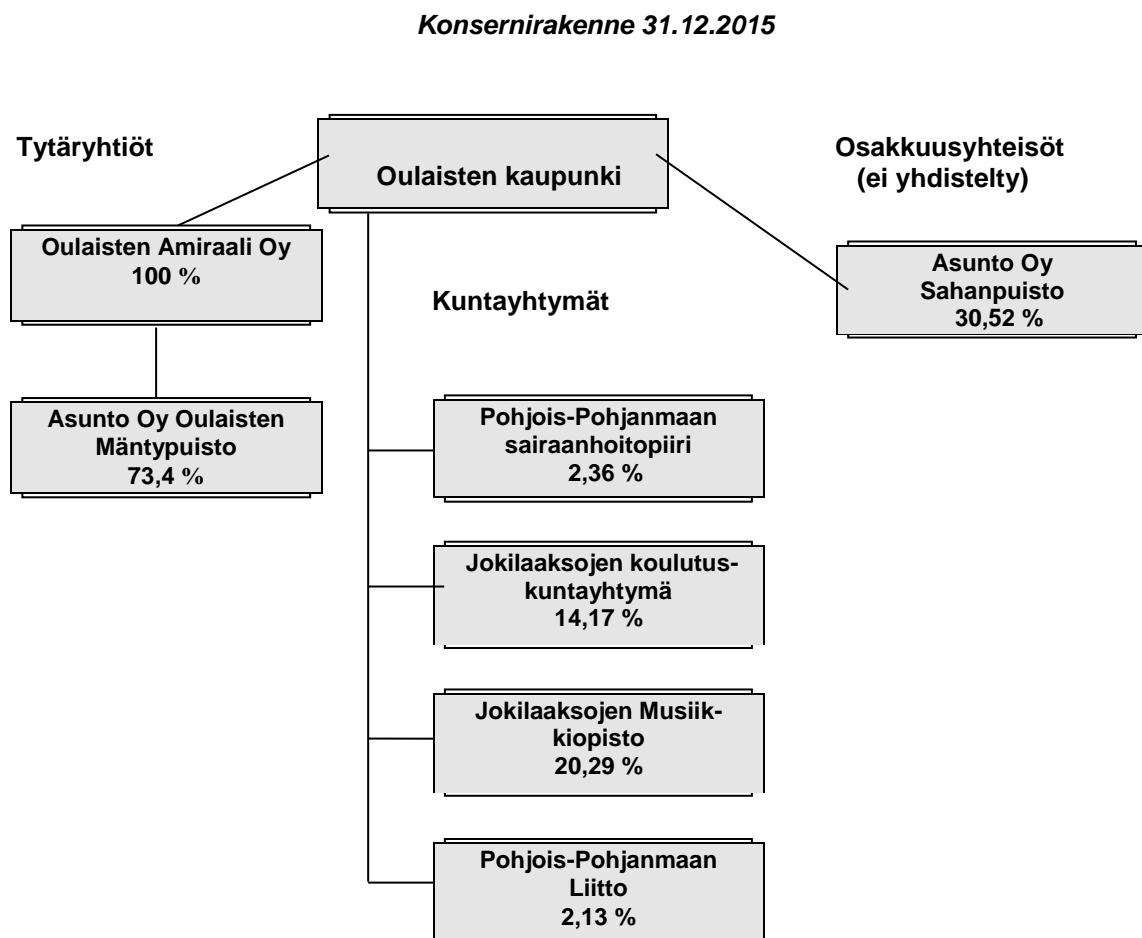 Konsernirakenne 31.12.2015
Tytäryhtiöt
Oulaisten kaupunki
Osakkuusyhteisöt
(ei yhdistelty)
Oulaisten Amiraali Oy
100 %
Asunto Oy
Sahanpuisto
30,52 %
Kuntayhtymät
Asunto Oy Oulaisten
Mäntypuisto
73,4 %
Pohjois-Pohjanmaan
sairaanhoitopiiri
2,36 %
Jokilaaksojen koulutus-
kuntayhtymä
14,17 %
Jokilaaksojen Musiik-
kiopisto
20,29 %
Pohjois-Pohjanmaan
Liitto
2,13 %